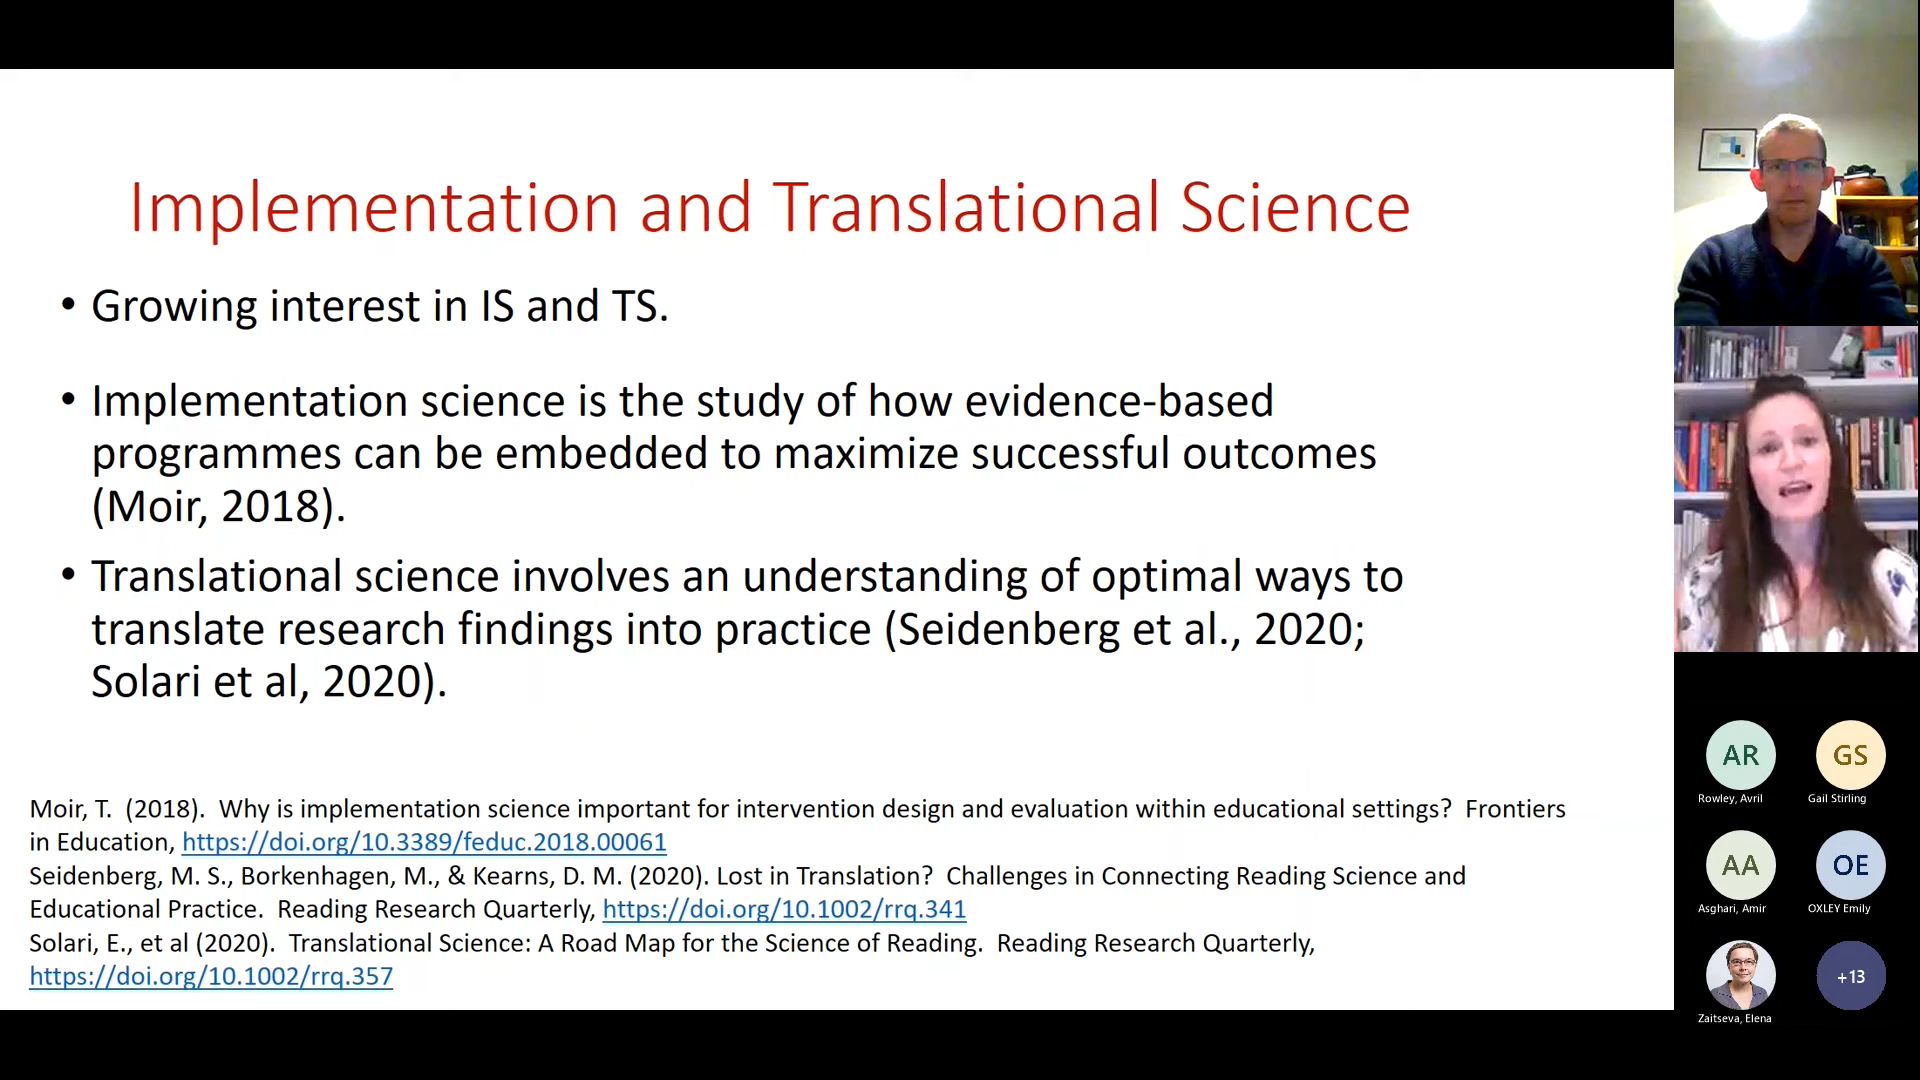 Implementation and Translational Science
• Growing interest in IS and TS.
• Implementation science is the study of how evidence-based
programmes can be embedded to maximize successful outcomes
(Moir, 2018).
• Translational science involves an understanding of optimal ways to
translate research findings into practice (Seidenberg et al., 2020;
Solari et al, 2020).
Moir, T.  (2018).  Why is implementation science important for intervention design and evaluation within educational settings?  Frontiers
in Education, https://doi.org/10.3389/feduc.2018.00061
Seidenberg, M. S., Borkenhagen, M., & Kearns, D. M. (2020). Lost in Translation?  Challenges in Connecting Reading Science and
Educational Practice.  Reading Research Quarterly, https://doi.org/10.1002/rrq.341
Solari, E., et al (2020).  Translational Science: A Road Map for the Science of Reading.  Reading Research Quarterly,
https://doi.org/10.1002/rrq.357
AR
Rowley, Avril
GS
Gail Stirling
AA
Asghari, Amir
OE
OXLEY Emily
Zaitseva, Elena
+13